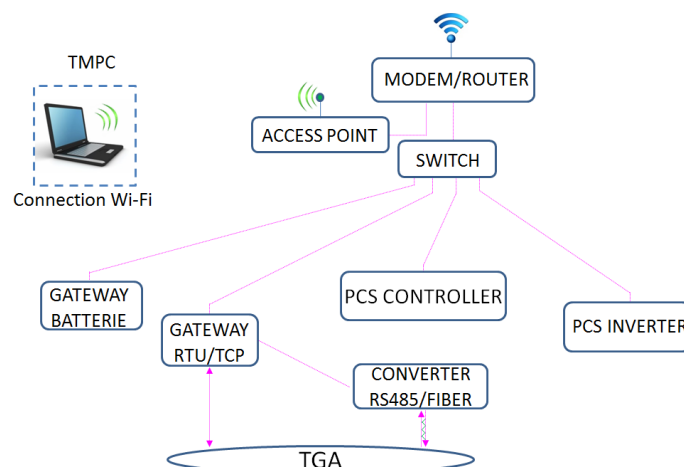 TMPC
Connection Wi-Fi
MODEM/ROUTER
ACCESS POINT
SWITCH
GATEWAY
BATTERIE
GATEWAY
RTU/TCP
PCS CONTROLLER
PCS INVERTER
CONVERTER
RS485/FIBER
TGA